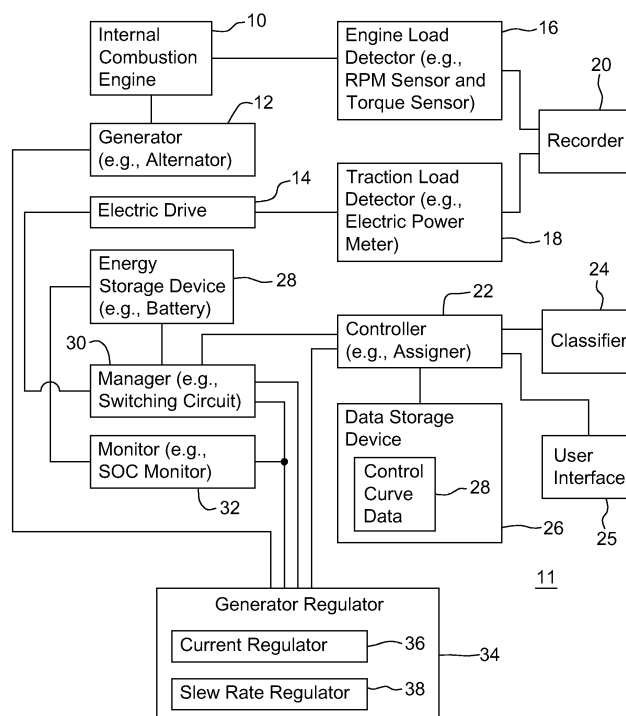 10
Internal
Combustion
Engine
16
Engine Load
Detector (e.g.,
RPM Sensor and
Torque Sensor)
20
Recorder
12
Generator
(e.g., Alternator)
14
Electric Drive
Traction Load
Detector (e.g.,
Electric Power
Meter)
18
Energy
Storage Device
(e.g., Battery)
28
22
Controller
(e.g., Assigner)
24
Classifier
30
Manager (e.g.,
Switching Circuit)
Data Storage
Device
Control
Curve
Data
28
26
User
Interface
25
Monitor (e.g.,
SOC Monitor)
32
11
Generator Regulator
Current Regulator
36
34
Slew Rate Regulator
38